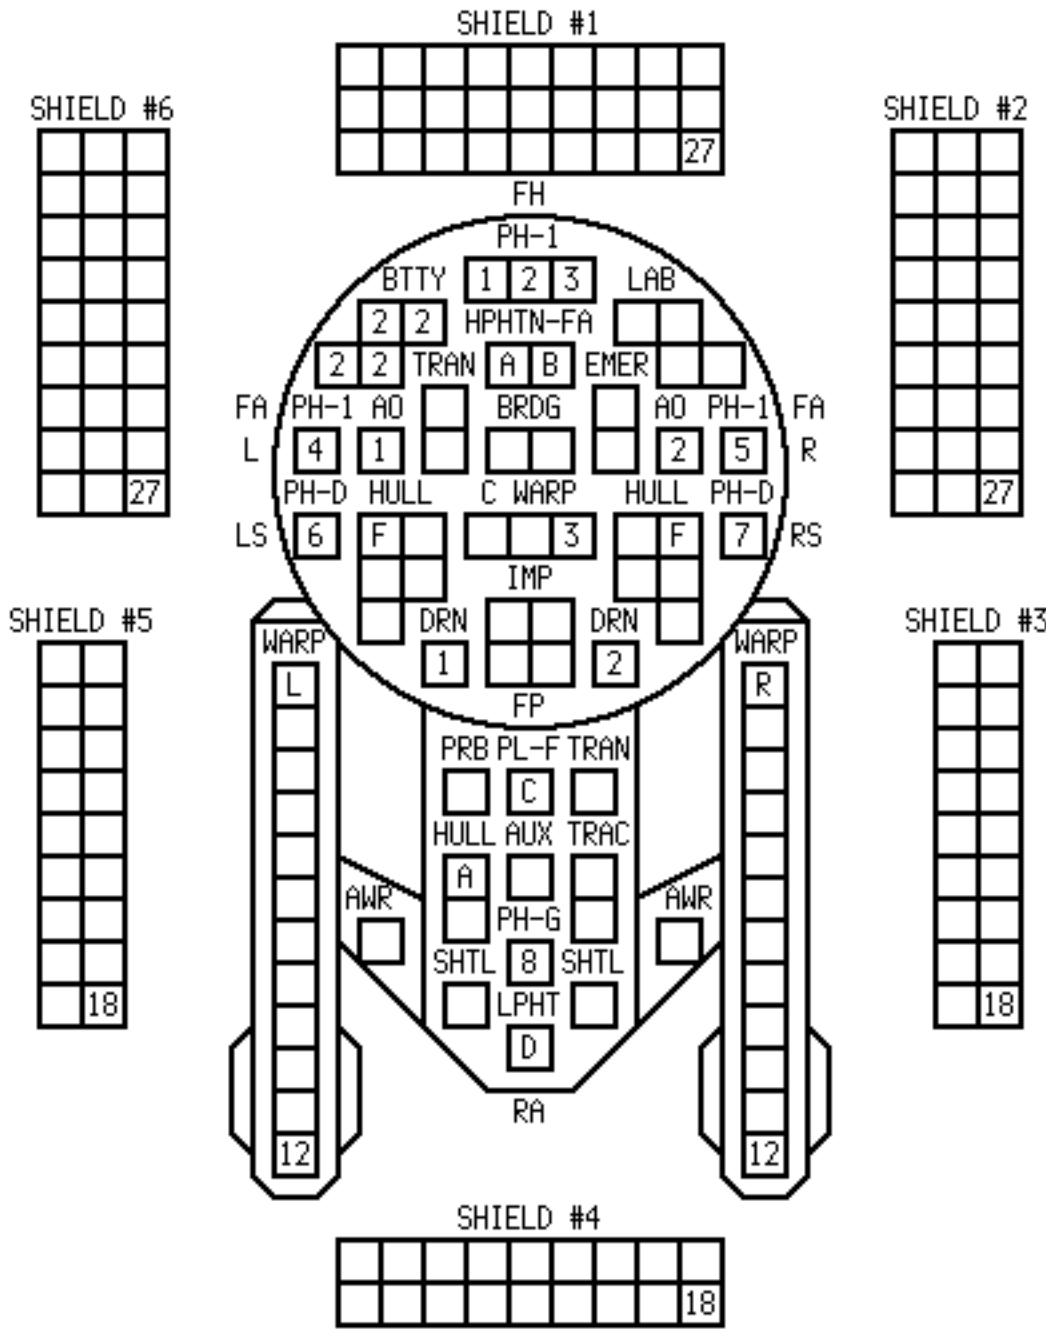 SHIELD #1
SHIELD #6
SHIELD #2
27
FH
PH-1
BTTY 1 2 3 LAB
2 2 HPHTN-FA
2 2 TRAN A B EMER
FA PH-1 AO BRDG AO PH-1 FA
L 4 1 2 5 R
27 PH-D HULL C WARP HULL PH-D 27
LS 6 F 3 F 7 RS
IMP
SHIELD #5 DRN DRN SHIELD #3
WARP 1 2 WARP
L R
FP
PRB PL-F TRAN
C
HULL AUX TRAC
A
AWR PH-G AWR
SHTL 8 SHTL
18 LPHT 18
D
RA
12 12
SHIELD #4
18